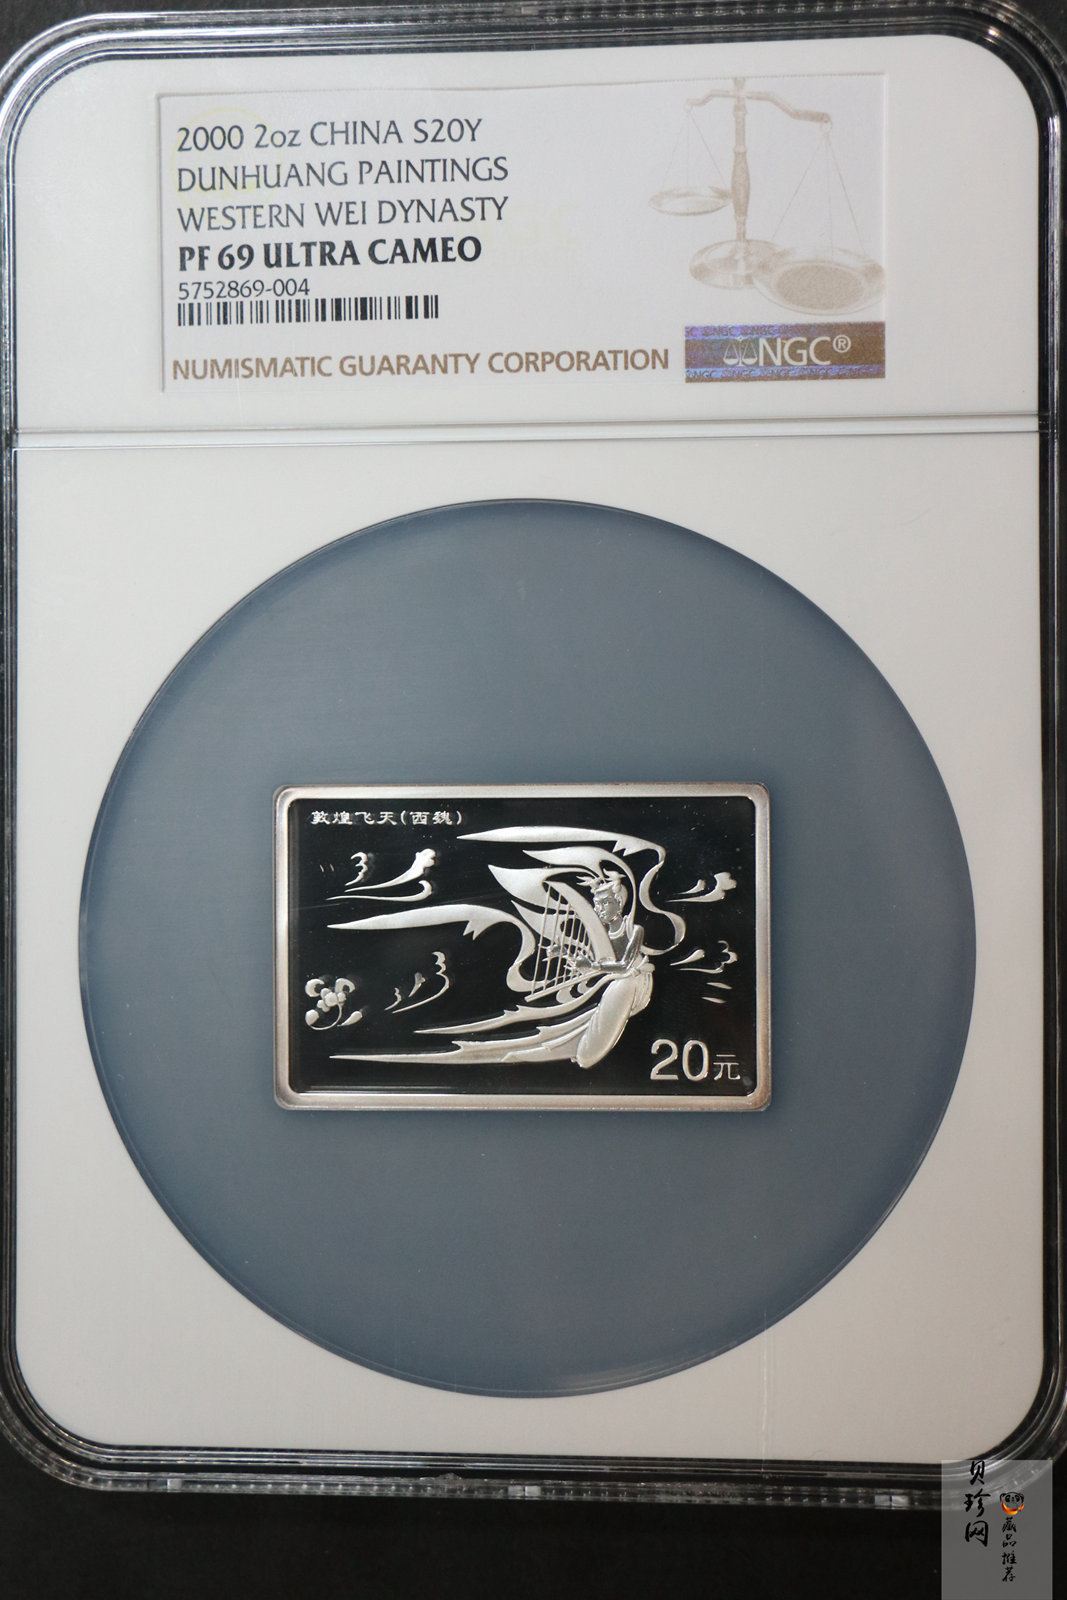 2000 2oz CHINA S20Y
DUNHUANG PAINTINGS
WESTERN WEI DYNASTY
PF 69 ULTRA CAMEO
5752869-004
NUMISMATIC GUARANTY CORPORATION
NGC®
敦煌飞天(西魏)
20元
贝珍网
藏品推荐